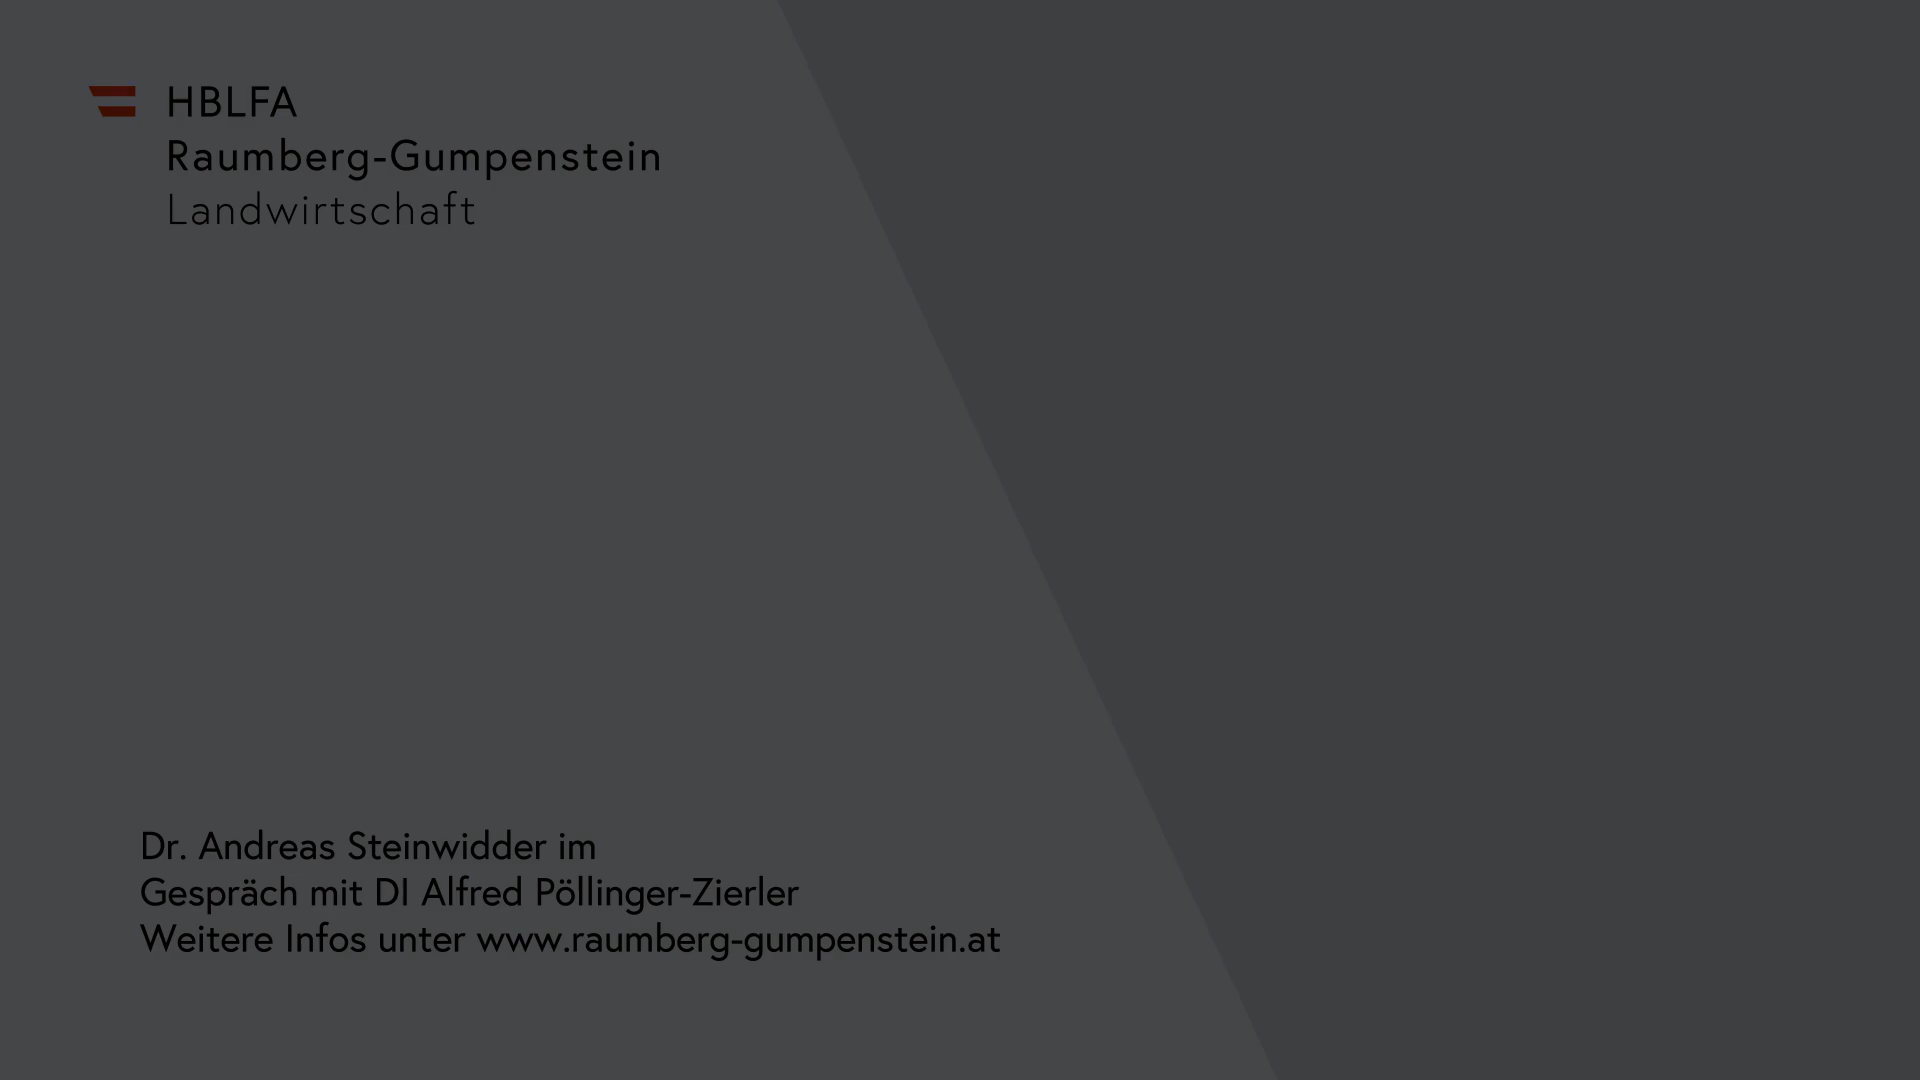 HBLFA
Raumberg-Gumpenstein
Landwirtschaft
Dr. Andreas Steinwidder im
Gespräch mit DI Alfred Pöllinger-Zierler
Weitere Infos unter www.raumberg-gumpenstein.at